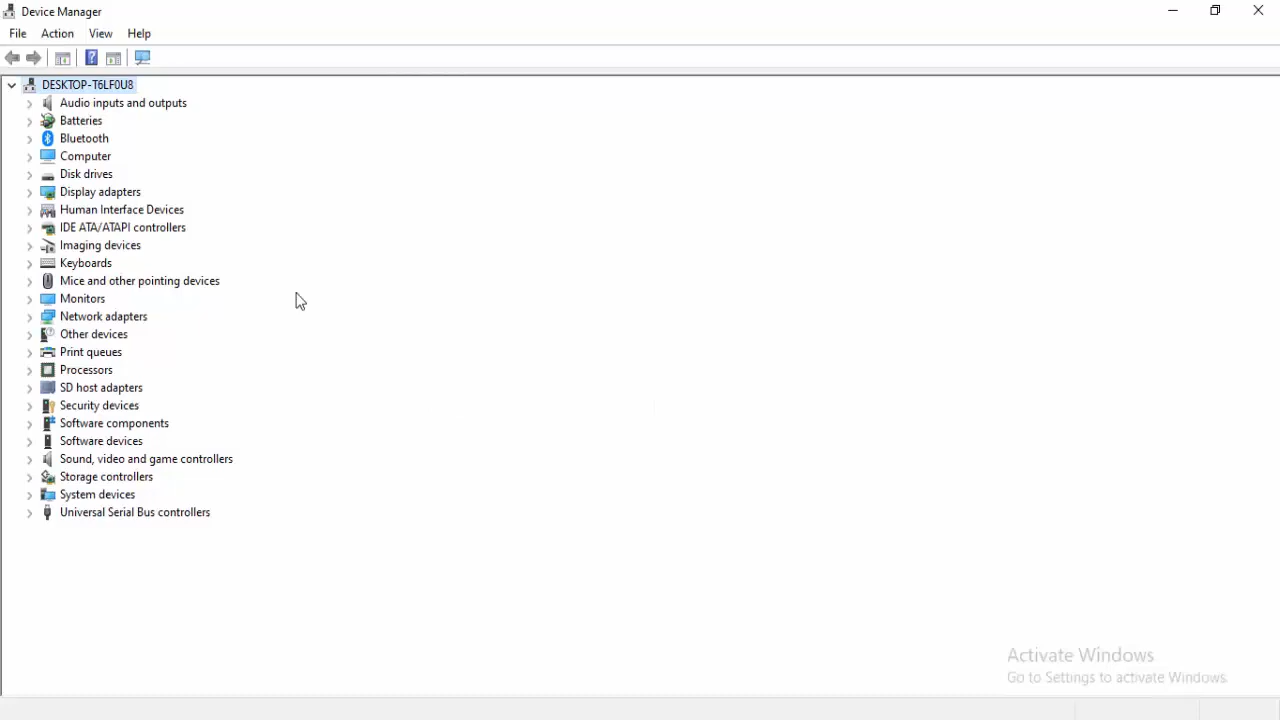 Device Manager
File Action View Help
DESKTOP-T6LF0U8
Audio inputs and outputs
Batteries
Bluetooth
Computer
Disk drives
Display adapters
Human Interface Devices
IDE ATA/ATAPI controllers
Imaging devices
Keyboards
Mice and other pointing devices
Monitors
Network adapters
Other devices
Print queues
Processors
SD host adapters
Security devices
Software components
Software devices
Sound, video and game controllers
Storage controllers
System devices
Universal Serial Bus controllers
Activate Windows
Go to Settings to activate Windows.